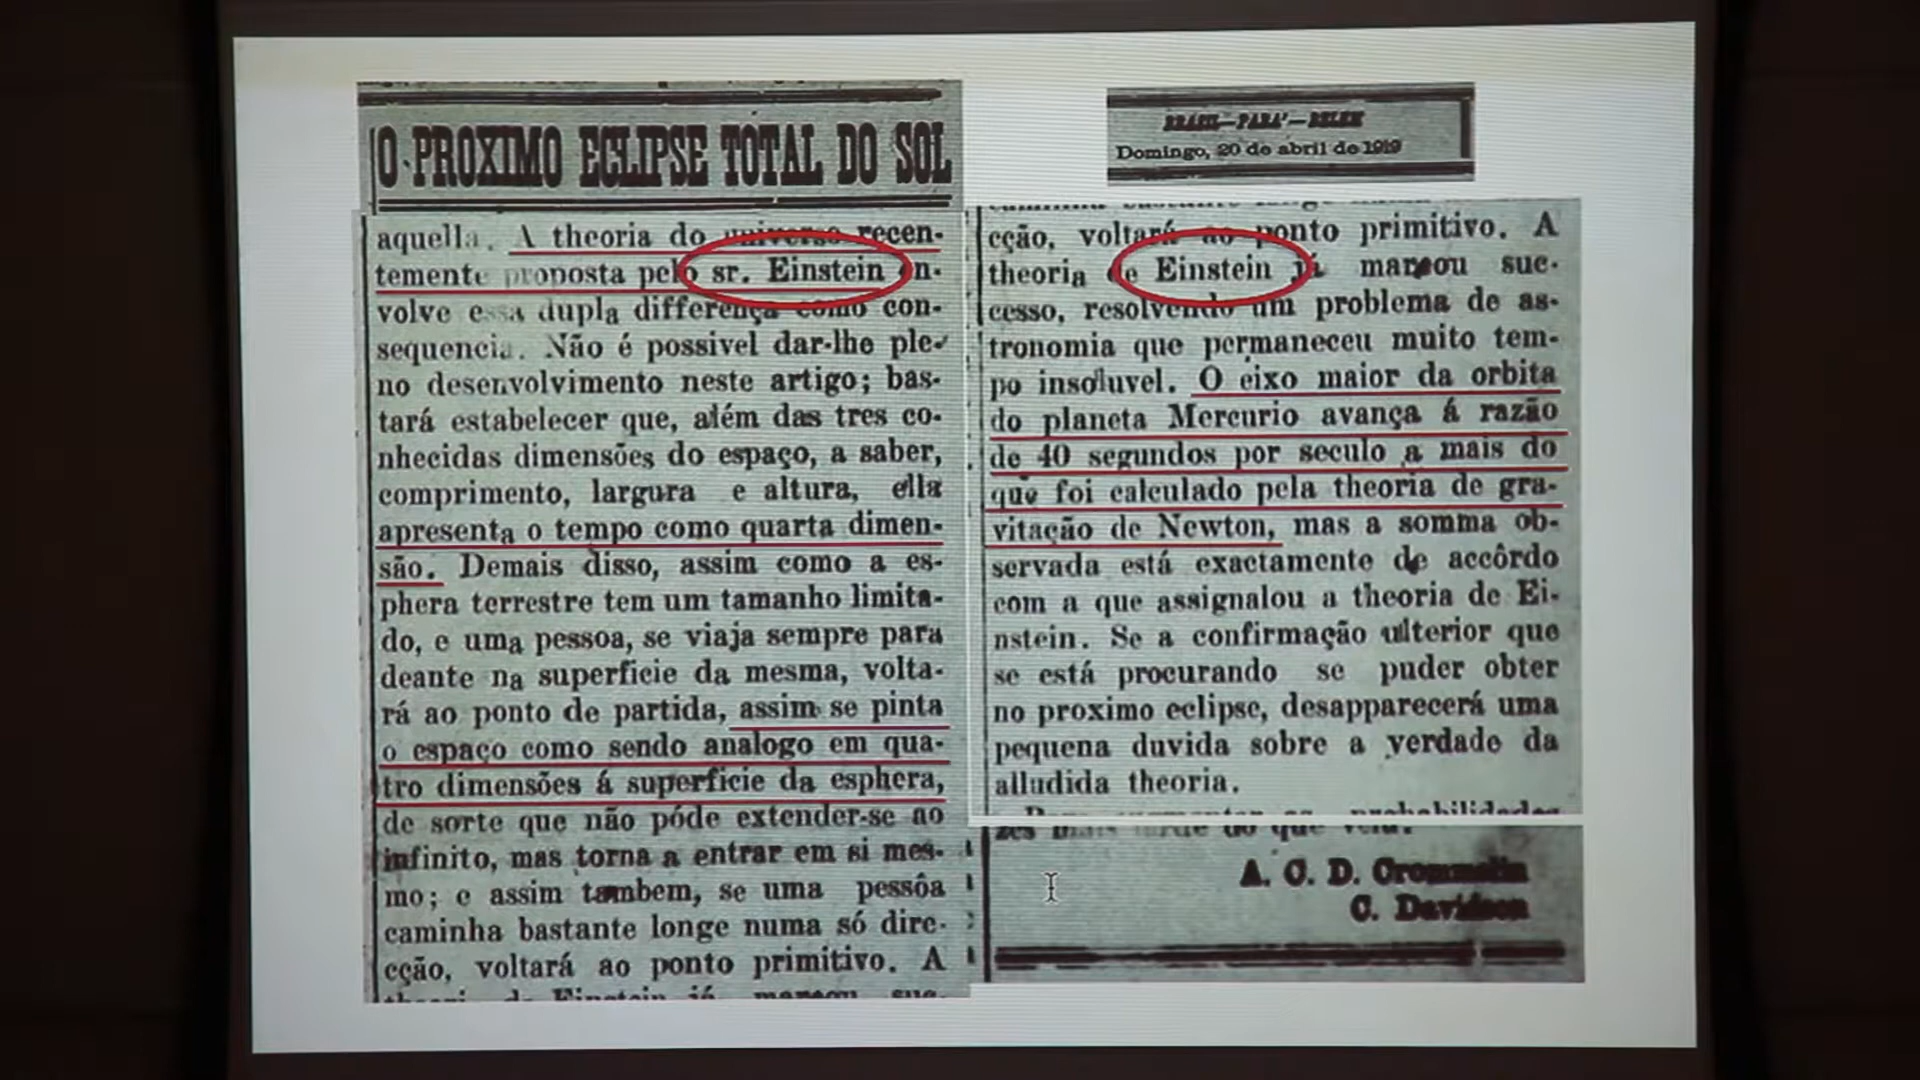 O PROXIMO ECLIPSE TOTAL DO SOL
aquella. A theoria do universo recen-
temente proposta pelo sr. Einstein en-
volve essa dupla differença como con-
sequencia. Não é possivel dar-lhe ple-
no desenvolvimento neste artigo; bas-
tará estabelecer que, além das tres co-
nhecidas dimensões do espaço, a saber,
comprimento, largura e altura, ella
apresenta o tempo como quarta dimen-
são. Demais disso, assim como a es-
phera terrestre tem um tamanho limita-
do, e uma pessoa, se viaja sempre para
deante na superficie da mesma, volta-
rá ao ponto de partida, assim se pinta
o espaço como sendo analogo em qua-
tro dimensões á superficie da esphera,
de sorte que não póde extender-se ao
infinito, mas torna a entrar em si mes-
mo; e assim tambem, se uma pessôa
caminha bastante longe numa só dire-
cção, voltará ao ponto primitivo. A
BRASIL—PARA'—BELEM
Domingo, 20 de abril de 1919
cção, voltará ao ponto primitivo. A
theoria de Einstein já marcou suc-
cesso, resolvendo um problema de as-
tronomia que permaneceu muito tem-
po insoluvel. O eixo maior da orbita
do planeta Mercurio avança á razão
de 40 segundos por seculo a mais do
que foi calculado pela theoria de gra-
vitação de Newton, mas a somma ob-
servada está exactamente de accôrdo
com a que assignalou a theoria de Ei-
nstein. Se a confirmação ulterior que
se está procurando se puder obter
no proximo eclipse, desapparecerá uma
pequena duvida sobre a verdade da
alludida theoria.
A. C. D. Crommelin
C. Davidson